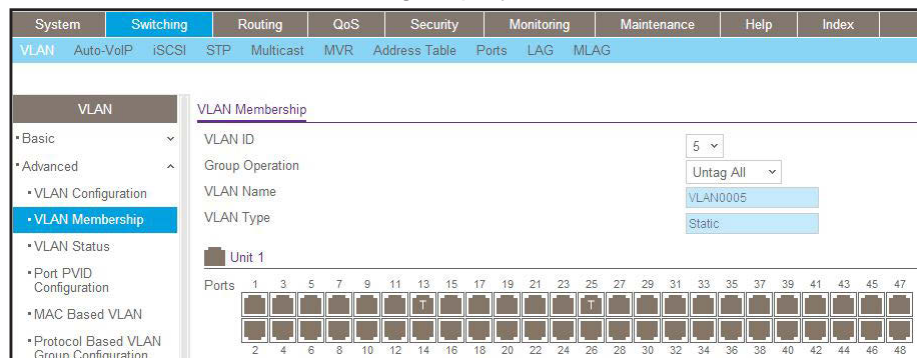 System Switching Routing QoS Security Monitoring Maintenance Help Index
VLAN Auto-VoIP iSCSI STP Multicast MVR Address Table Ports LAG MLAG
VLAN
Basic
Advanced
VLAN Configuration
VLAN Membership
VLAN Status
Port PVID
Configuration
MAC Based VLAN
Protocol Based VLAN
Group Configuration
VLAN Membership
VLAN ID 5
Group Operation Untag All
VLAN Name VLAN0005
VLAN Type Static
Unit 1
Ports 1 3 5 7 9 11 13 15 17 19 21 23 25 27 29 31 33 35 37 39 41 43 45 47
T T
2 4 6 8 10 12 14 16 18 20 22 24 26 28 30 32 34 36 38 40 42 44 46 48